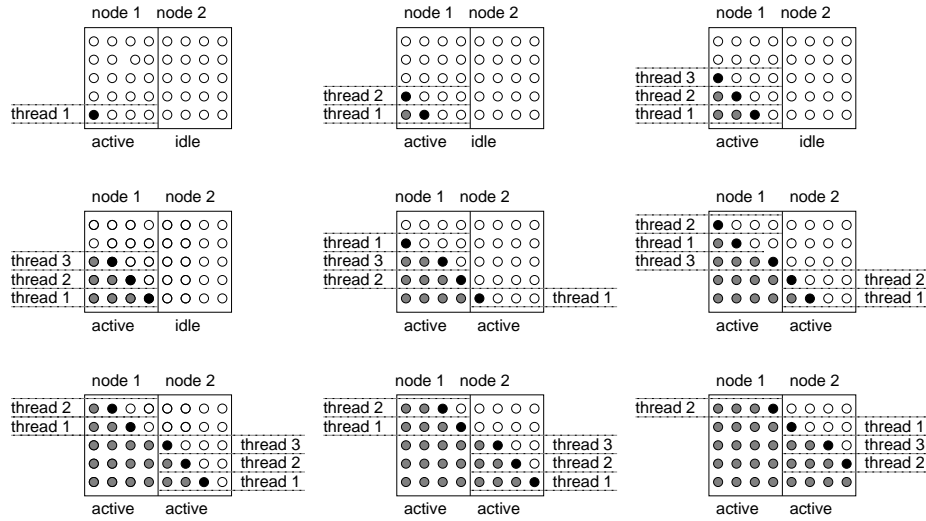 node 1 node 2
thread 1
active idle
node 1 node 2
thread 2
thread 1
active idle
node 1 node 2
thread 3
thread 2
thread 1
active idle
node 1 node 2
thread 3
thread 2
thread 1
active idle
node 1 node 2
thread 1
thread 3
thread 2
thread 1
active active
node 1 node 2
thread 2
thread 1
thread 3
thread 2
thread 1
active active
node 1 node 2
thread 2
thread 1
thread 3
thread 2
thread 1
active active
node 1 node 2
thread 2
thread 1
thread 3
thread 2
thread 1
active active
node 1 node 2
thread 2
thread 1
thread 3
thread 2
active active